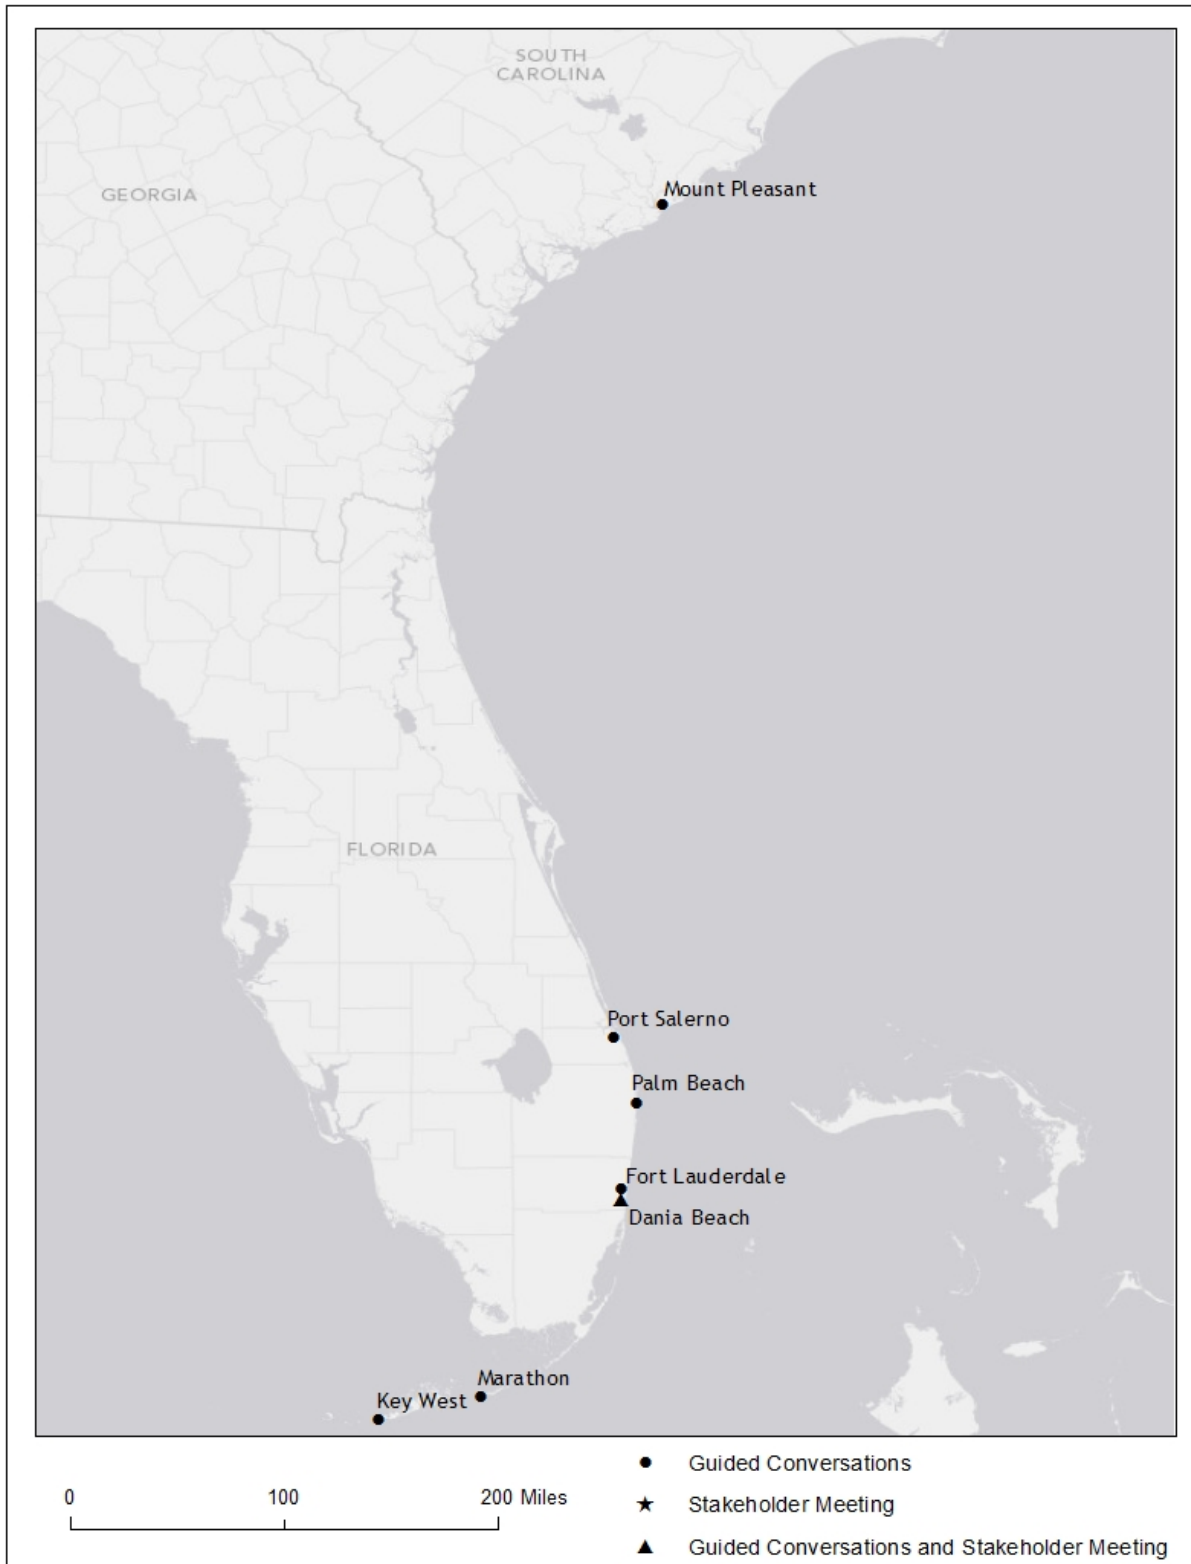 SOUTH
CAROLINA
GEORGIA
Mount Pleasant
FLORIDA
Port Salerno
Palm Beach
Fort Lauderdale
Dania Beach
Marathon
Key West
0 100 200 Miles
Guided Conversations
Stakeholder Meeting
Guided Conversations and Stakeholder Meeting